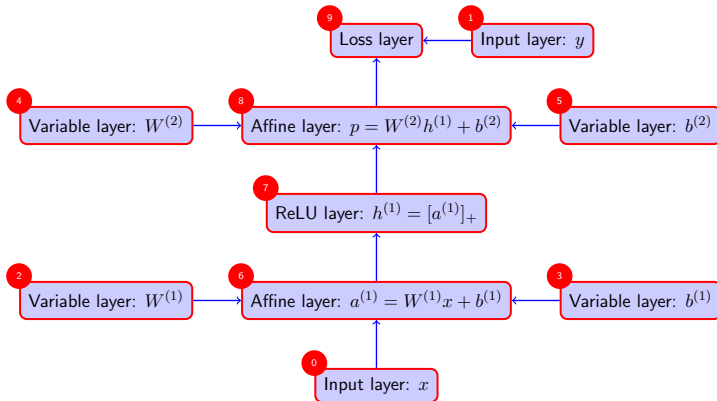 9
Loss layer
1
Input layer: y
4
Variable layer: W^{(2)}
8
Affine layer: p = W^{(2)}h^{(1)} + b^{(2)}
5
Variable layer: b^{(2)}
7
ReLU layer: h^{(1)} = [a^{(1)}]_+
2
Variable layer: W^{(1)}
6
Affine layer: a^{(1)} = W^{(1)}x + b^{(1)}
3
Variable layer: b^{(1)}
0
Input layer: x